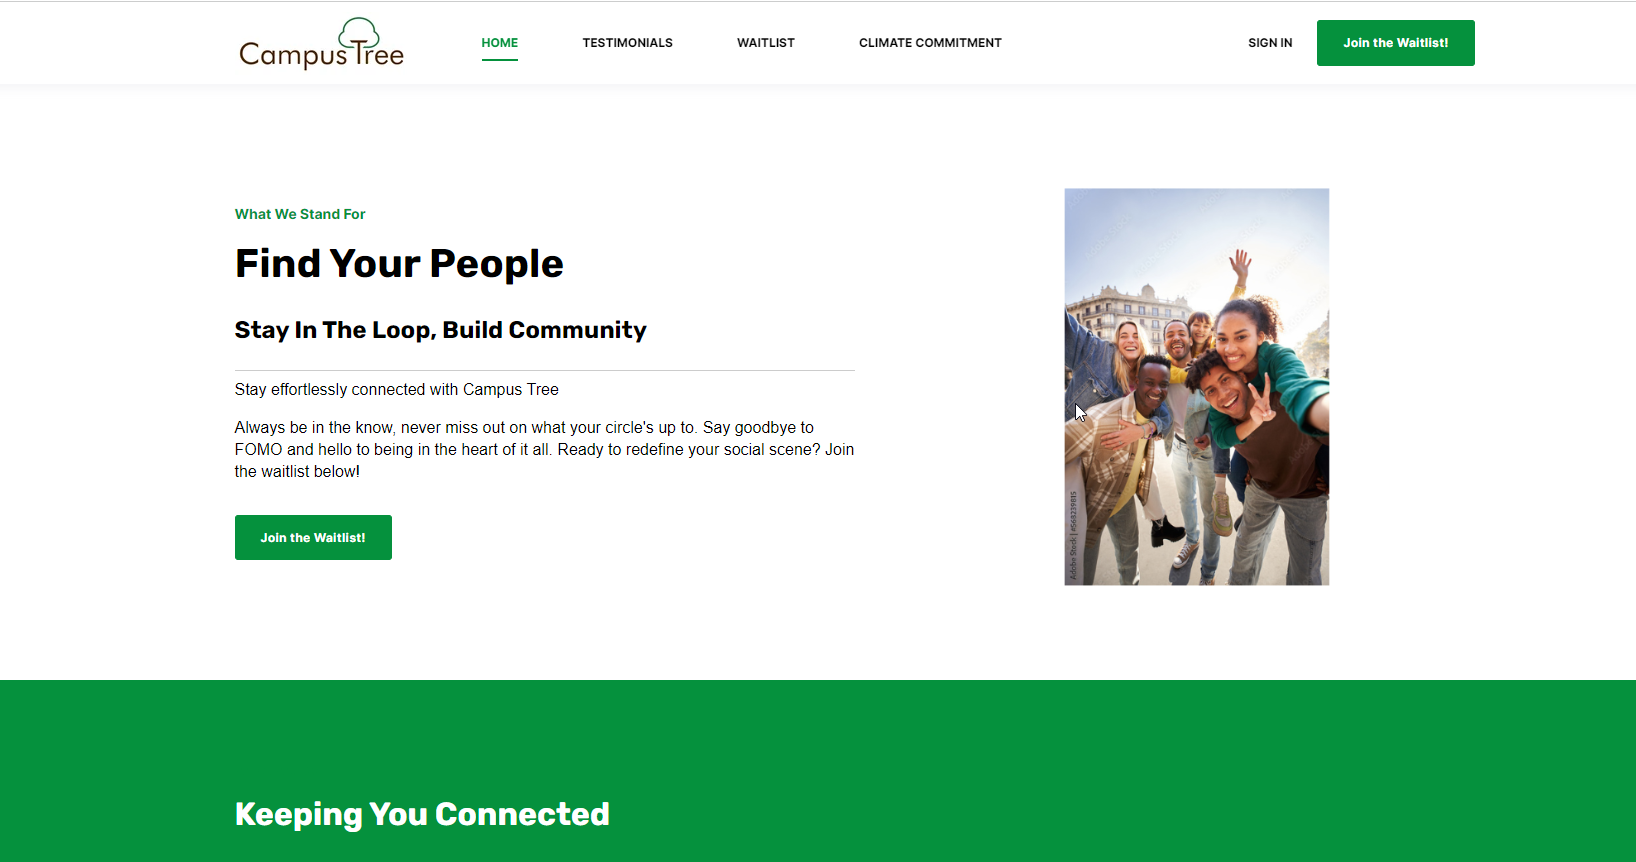 Campus Tree
HOME
TESTIMONIALS
WAITLIST
CLIMATE COMMITMENT
SIGN IN
Join the Waitlist!
What We Stand For
Find Your People
Stay In The Loop, Build Community
Stay effortlessly connected with Campus Tree
Always be in the know, never miss out on what your circle's up to. Say goodbye to
FOMO and hello to being in the heart of it all. Ready to redefine your social scene? Join
the waitlist below!
Join the Waitlist!
Adobe Stock | #568239815
Keeping You Connected